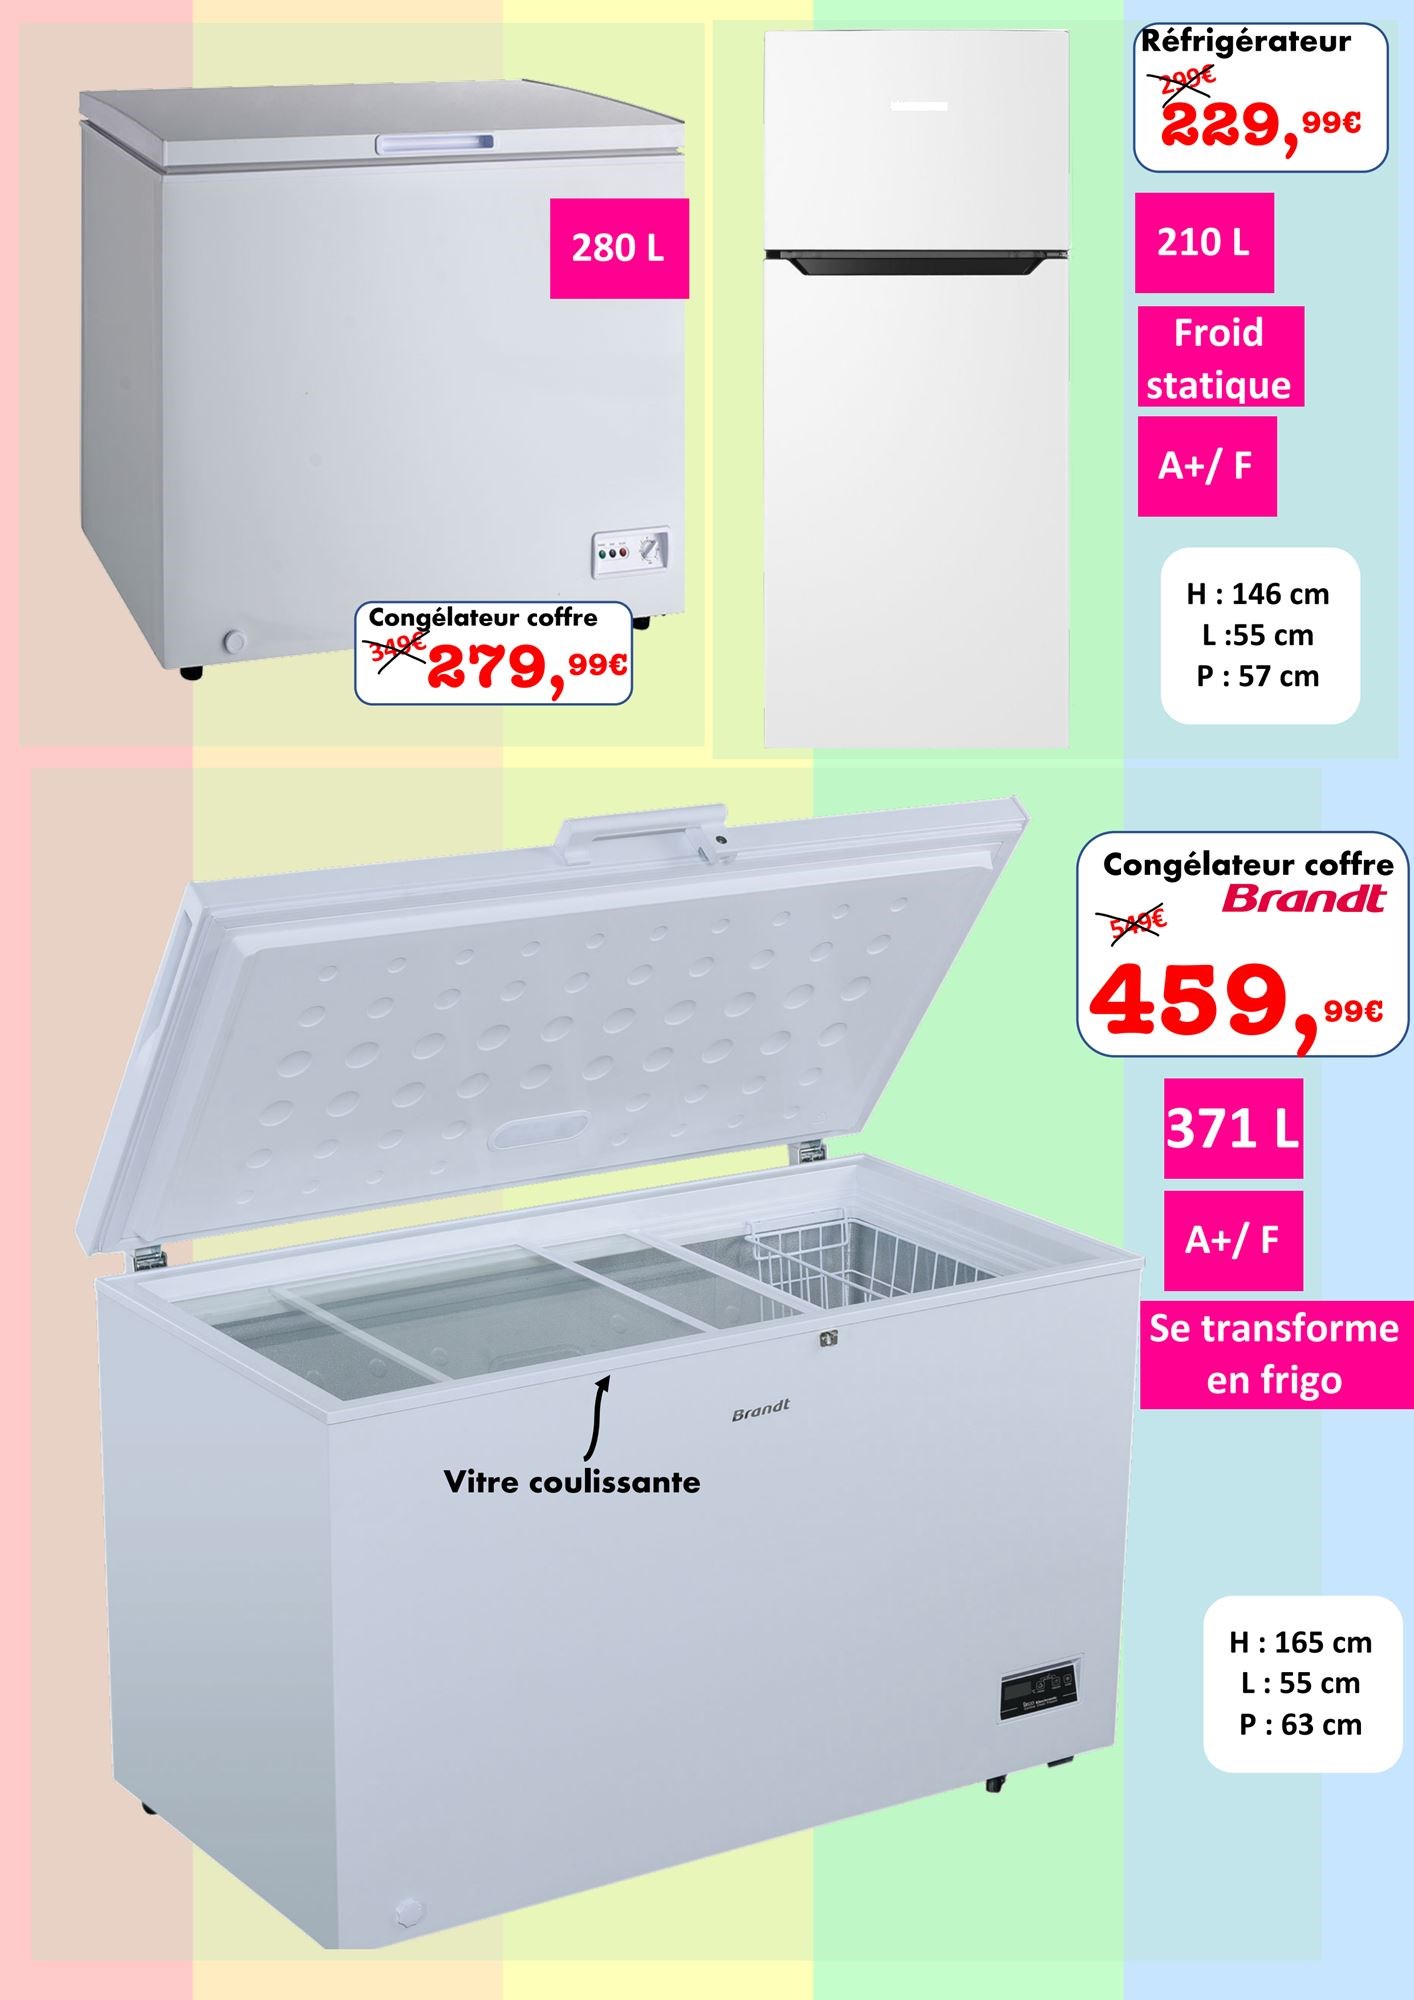 280 L
Congélateur coffre
349€
279,99€
Réfrigérateur
299€
229,99€
210 L
Froid
statique
A+/ F
H : 146 cm
L :55 cm
P : 57 cm
Congélateur coffre
Brandt
549€
459,99€
371 L
A+/ F
Se transforme
en frigo
Brandt
Vitre coulissante
H : 165 cm
L : 55 cm
P : 63 cm